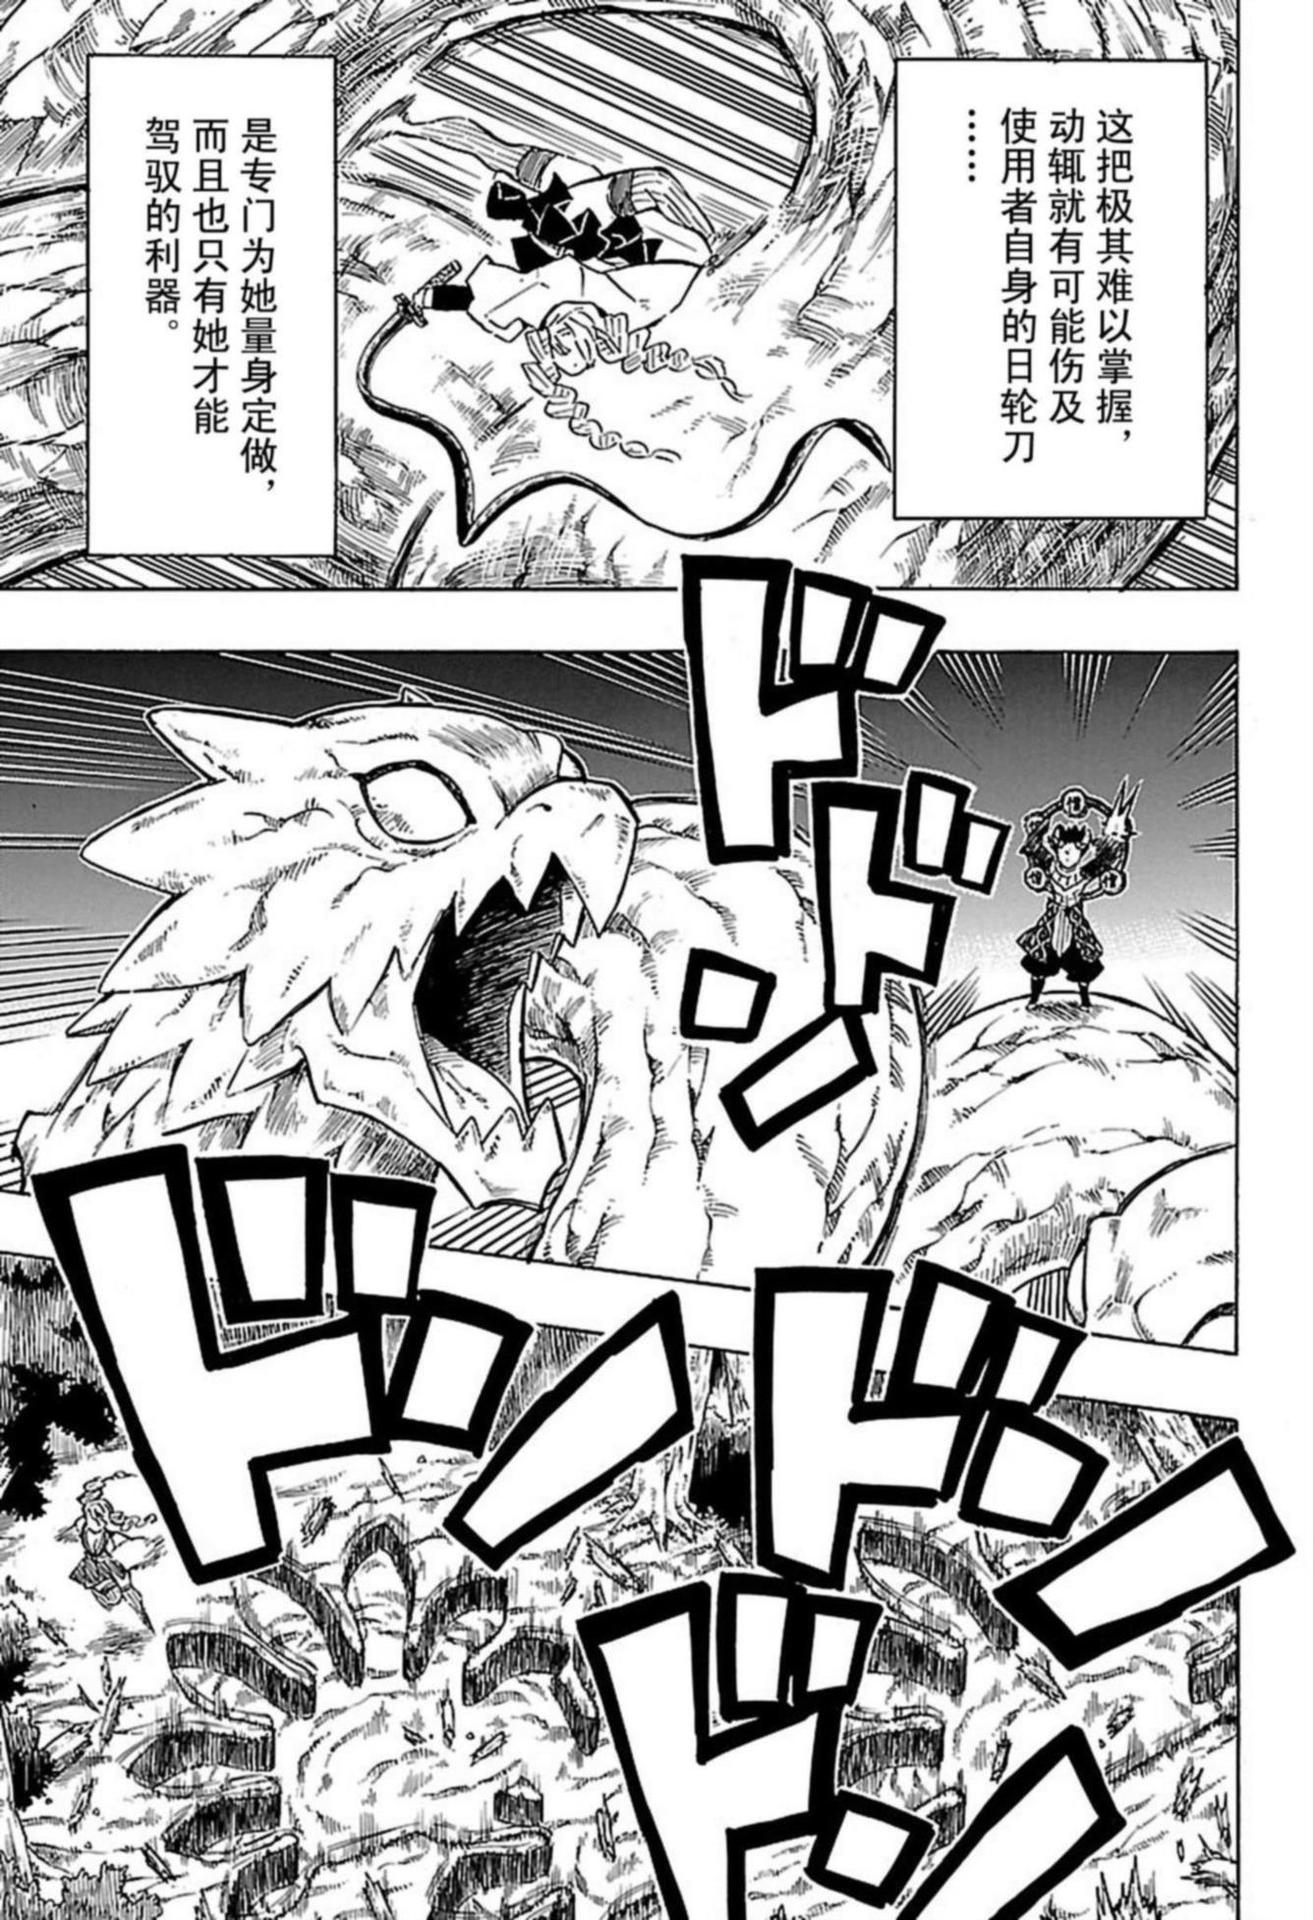 这把极其难以掌握，
动辄就有可能伤及
使用者自身的日轮刀
……
是专门为她量身定做，
而且也只有她才能
驾驭的利器。
ドドン
ドドン
ドドン
ドン
憎
憎
憎